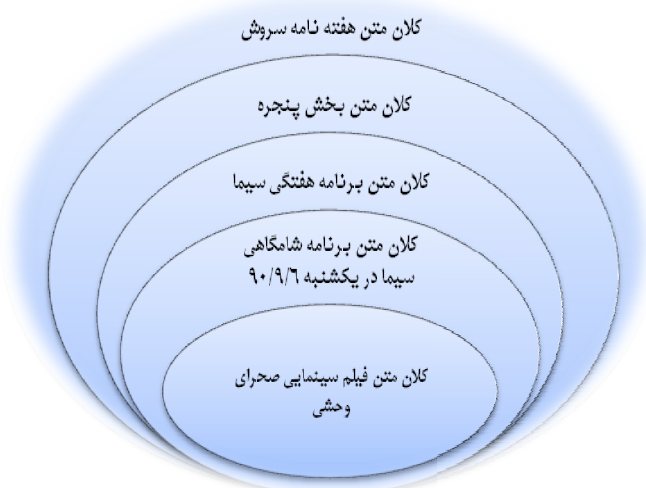 کلان متن هفته نامه سروش
کلان متن بخش پنجره
کلان متن برنامه هفتگی سیما
کلان متن برنامه شامگاهی
سیما در یکشنبه ۹۰/۹/۶
کلان متن فیلم سینمایی صحرای
وحشی